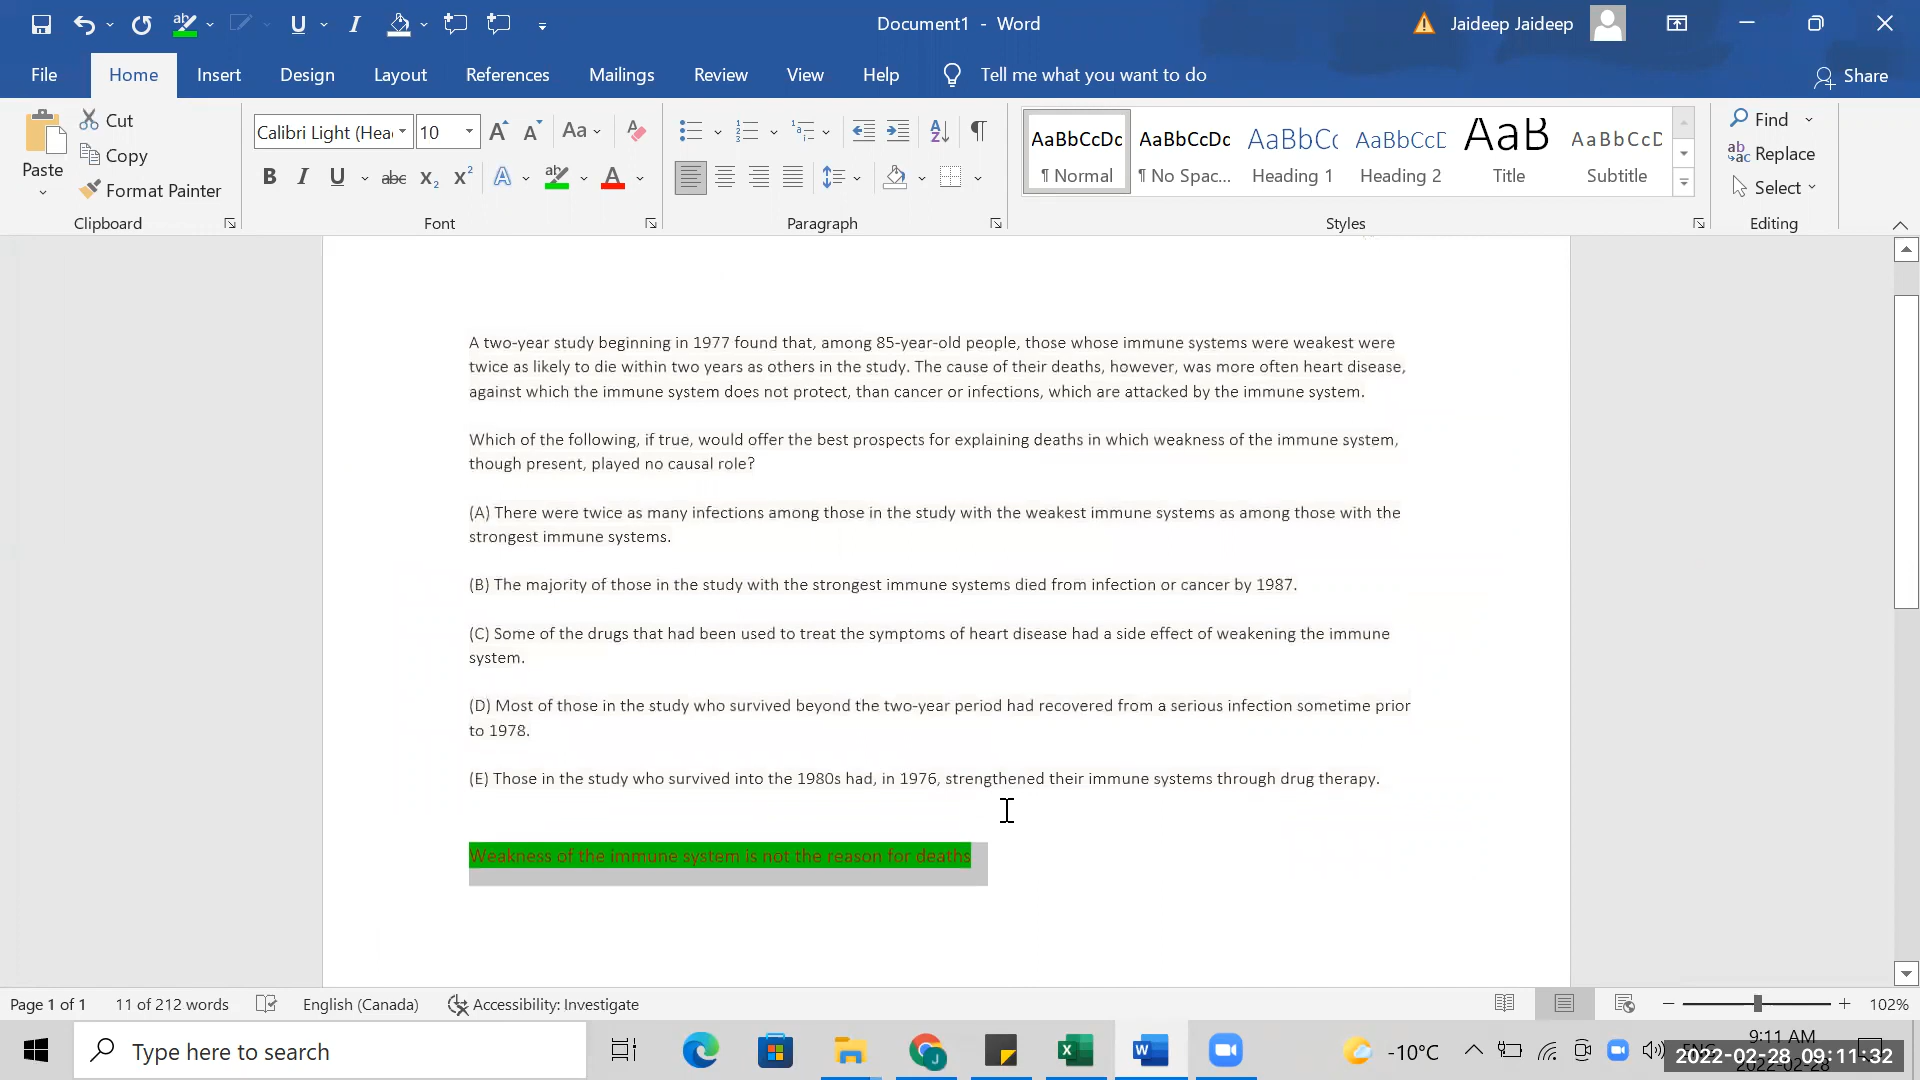 Document1 - Word
Jaideep Jaideep
File
Home
Insert
Design
Layout
References
Mailings
Review
View
Help
Tell me what you want to do
Share
Paste
Cut
Copy
Format Painter
Clipboard
Calibri Light (Hea
10
Font
Paragraph
AaBbCcDc
¶ Normal
AaBbCcDc
¶ No Spac...
AaBbCc
Heading 1
AaBbCcD
Heading 2
AaB
Title
AaBbCcD
Subtitle
Styles
Find
Replace
Select
Editing
A two-year study beginning in 1977 found that, among 85-year-old people, those whose immune systems were weakest were
twice as likely to die within two years as others in the study. The cause of their deaths, however, was more often heart disease,
against which the immune system does not protect, than cancer or infections, which are attacked by the immune system.
Which of the following, if true, would offer the best prospects for explaining deaths in which weakness of the immune system,
though present, played no causal role?
(A) There were twice as many infections among those in the study with the weakest immune systems as among those with the
strongest immune systems.
(B) The majority of those in the study with the strongest immune systems died from infection or cancer by 1987.
(C) Some of the drugs that had been used to treat the symptoms of heart disease had a side effect of weakening the immune
system.
(D) Most of those in the study who survived beyond the two-year period had recovered from a serious infection sometime prior
to 1978.
(E) Those in the study who survived into the 1980s had, in 1976, strengthened their immune systems through drug therapy.
Weakness of the immune system is not the reason for deaths
Page 1 of 1
11 of 212 words
English (Canada)
Accessibility: Investigate
102%
Type here to search
-10°C
9:11 AM
2022-02-28 09:11:32